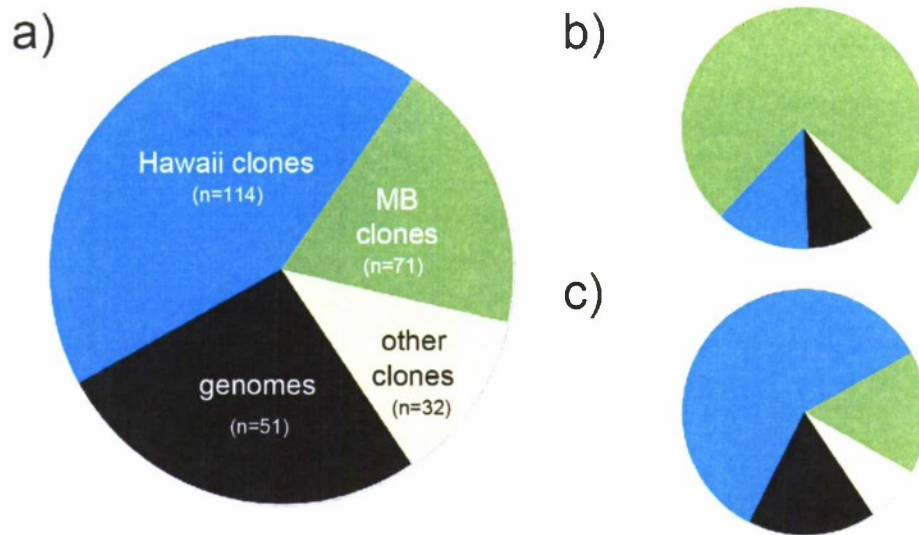 a)
Hawaii clones
(n=114)
MB
clones
(n=71)
other
clones
(n=32)
genomes
(n=51)
b)
c)